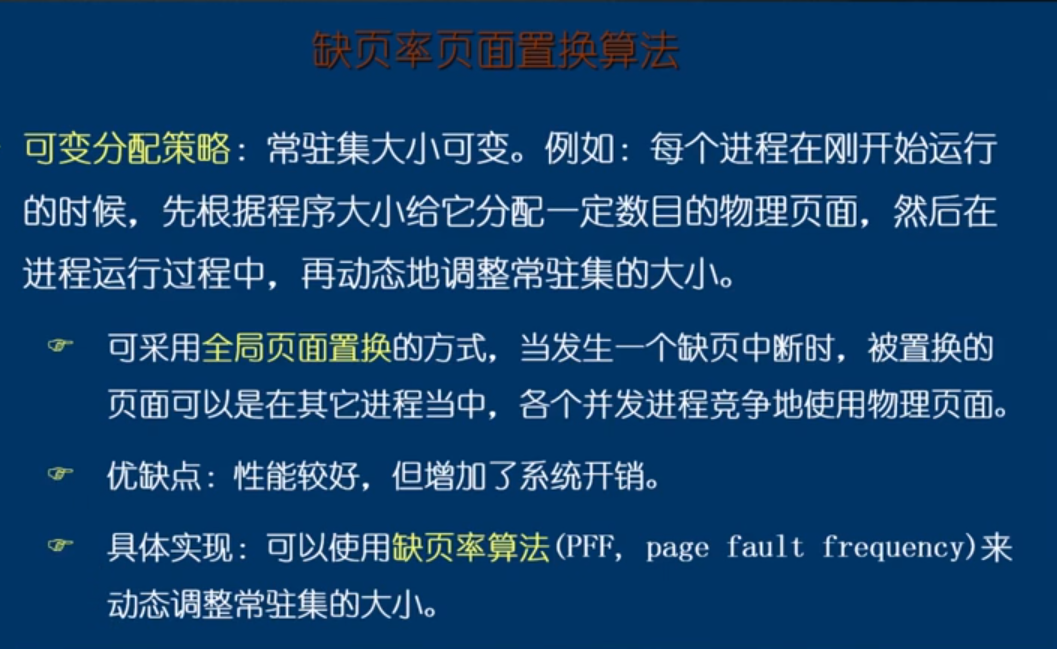 缺页率页面置换算法
可变分配策略：常驻集大小可变。例如：每个进程在刚开始运行
的时候，先根据程序大小给它分配一定数目的物理页面，然后在
进程运行过程中，再动态地调整常驻集的大小。
可采用全局页面置换的方式，当发生一个缺页中断时，被置换的
页面可以是在其它进程当中，各个并发进程竞争地使用物理页面。
优缺点：性能较好，但增加了系统开销。
具体实现：可以使用缺页率算法(PFF, page fault frequency)来
动态调整常驻集的大小。